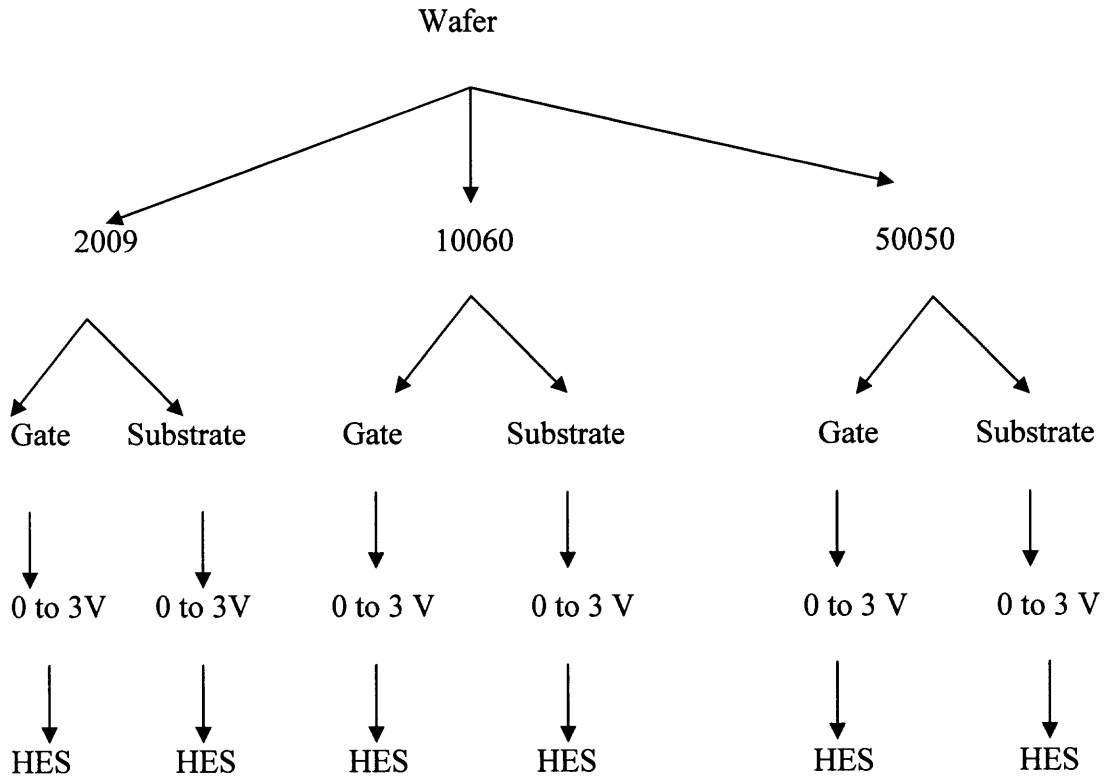 Wafer
2009 10060 50050
Gate Substrate Gate Substrate Gate Substrate
0 to 3V 0 to 3V 0 to 3 V 0 to 3 V 0 to 3 V 0 to 3 V
HES HES HES HES HES HES